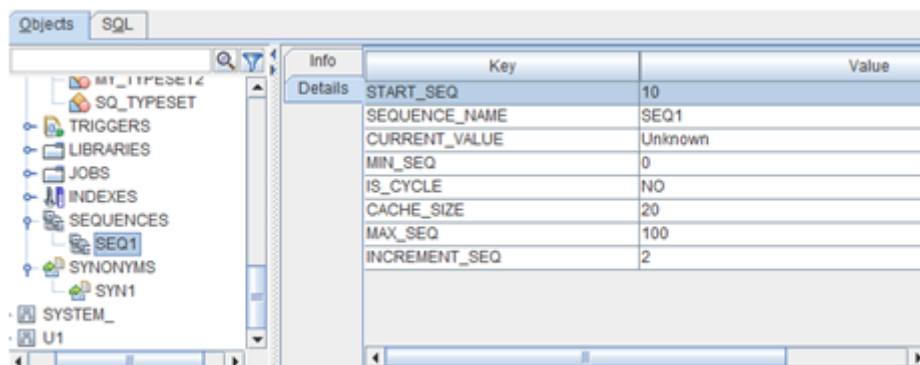 Objects SQL
Info
Details
Key Value
START_SEQ 10
SEQUENCE_NAME SEQ1
CURRENT_VALUE Unknown
MIN_SEQ 0
IS_CYCLE NO
CACHE_SIZE 20
MAX_SEQ 100
INCREMENT_SEQ 2
MY_TYPESET2
SQ_TYPESET
TRIGGERS
LIBRARIES
JOBS
INDEXES
SEQUENCES
SEQ1
SYNONYMS
SYN1
SYSTEM_
U1